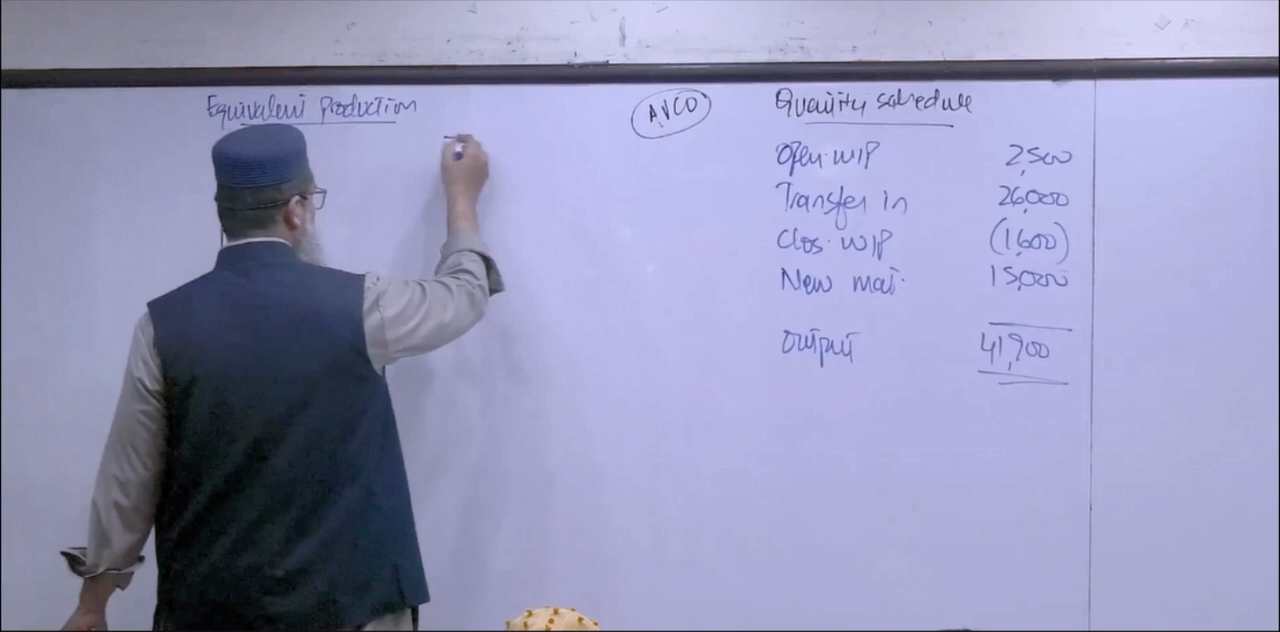 Equivalent Production
AVCO
Quantity schedule
Open. WIP 2,500
Transfer in 26,000
Clos. WIP (1,600)
New mat. 15,000
Output 41,900